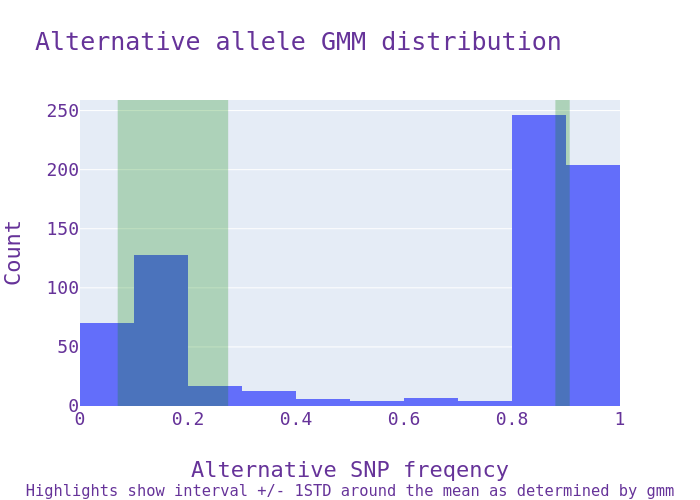 Alternative allele GMM distribution
250
200
150
100
50
0
Count
0 0.2 0.4 0.6 0.8 1
Alternative SNP freqency
Highlights show interval +/- 1STD around the mean as determined by gmm